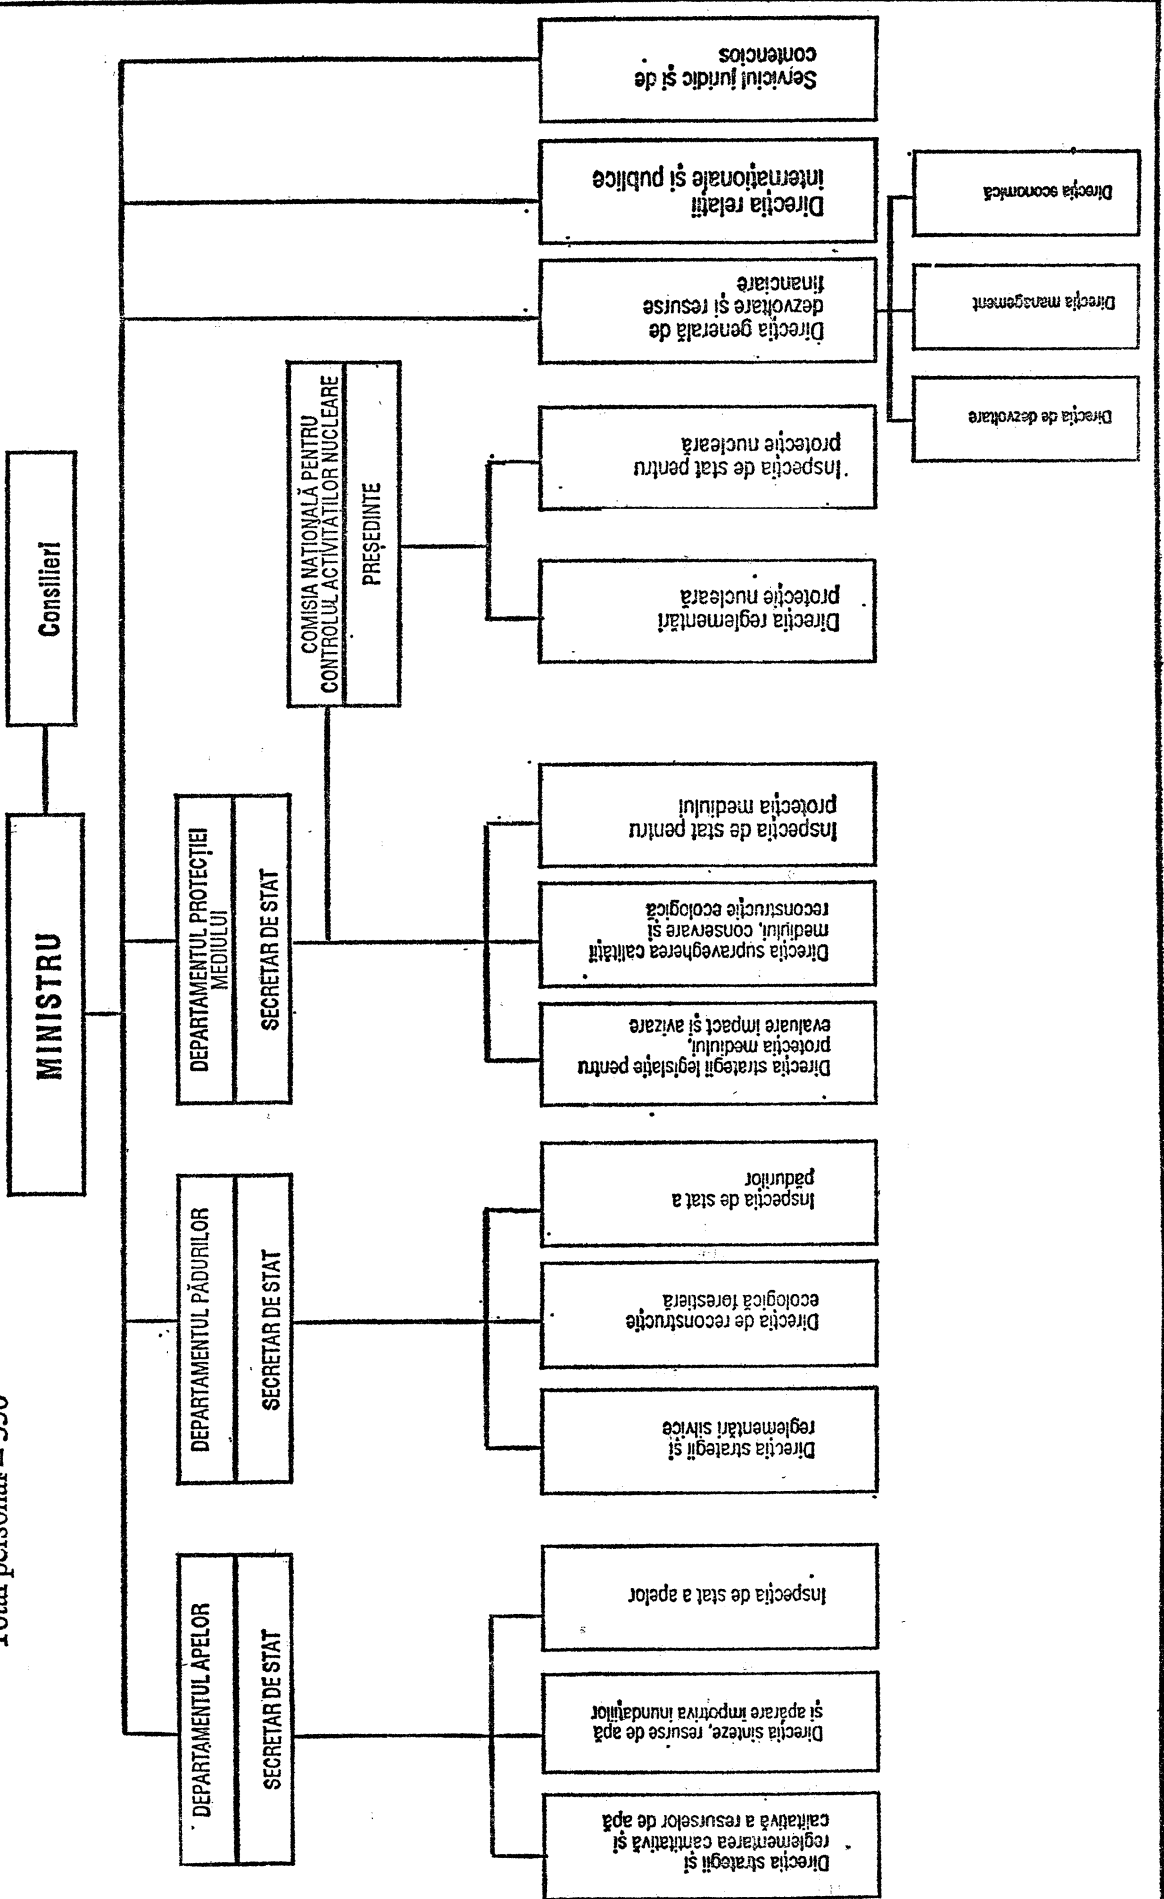 Total personal = 330
MINISTRU
Consilieri
DEPARTAMENTUL APELOR
SECRETAR DE STAT
DEPARTAMENTUL PĂDURILOR
SECRETAR DE STAT
DEPARTAMENTUL PROTECȚIEI
MEDIULUI
SECRETAR DE STAT
COMISIA NAȚIONALĂ PENTRU
CONTROLUL ACTIVITĂȚILOR NUCLEARE
PREȘEDINTE
Direcția strategii și
reglementarea cantitativă și
calitativă a resurselor de apă
Direcția sinteze, resurse de apă
și apărare împotriva inundațiilor
Inspecția de stat a apelor
Direcția strategii și
reglementări silvice
Direcția de reconstrucție
ecologică forestieră
Inspecția de stat a
pădurilor
Direcția strategii legislație pentru
protecția mediului,
evaluare impact și avizare
Direcția supravegherea calității
mediului, conservare și
reconstrucție ecologică
Inspecția de stat pentru
protecția mediului
Direcția reglementări
protecție nucleară
Inspecția de stat pentru
protecție nucleară
Direcția generală de
dezvoltare și resurse
financiare
Direcția relații
internaționale și publice
Serviciul juridic și de
contencios
Direcția de dezvoltare
Direcția management
Direcția economică